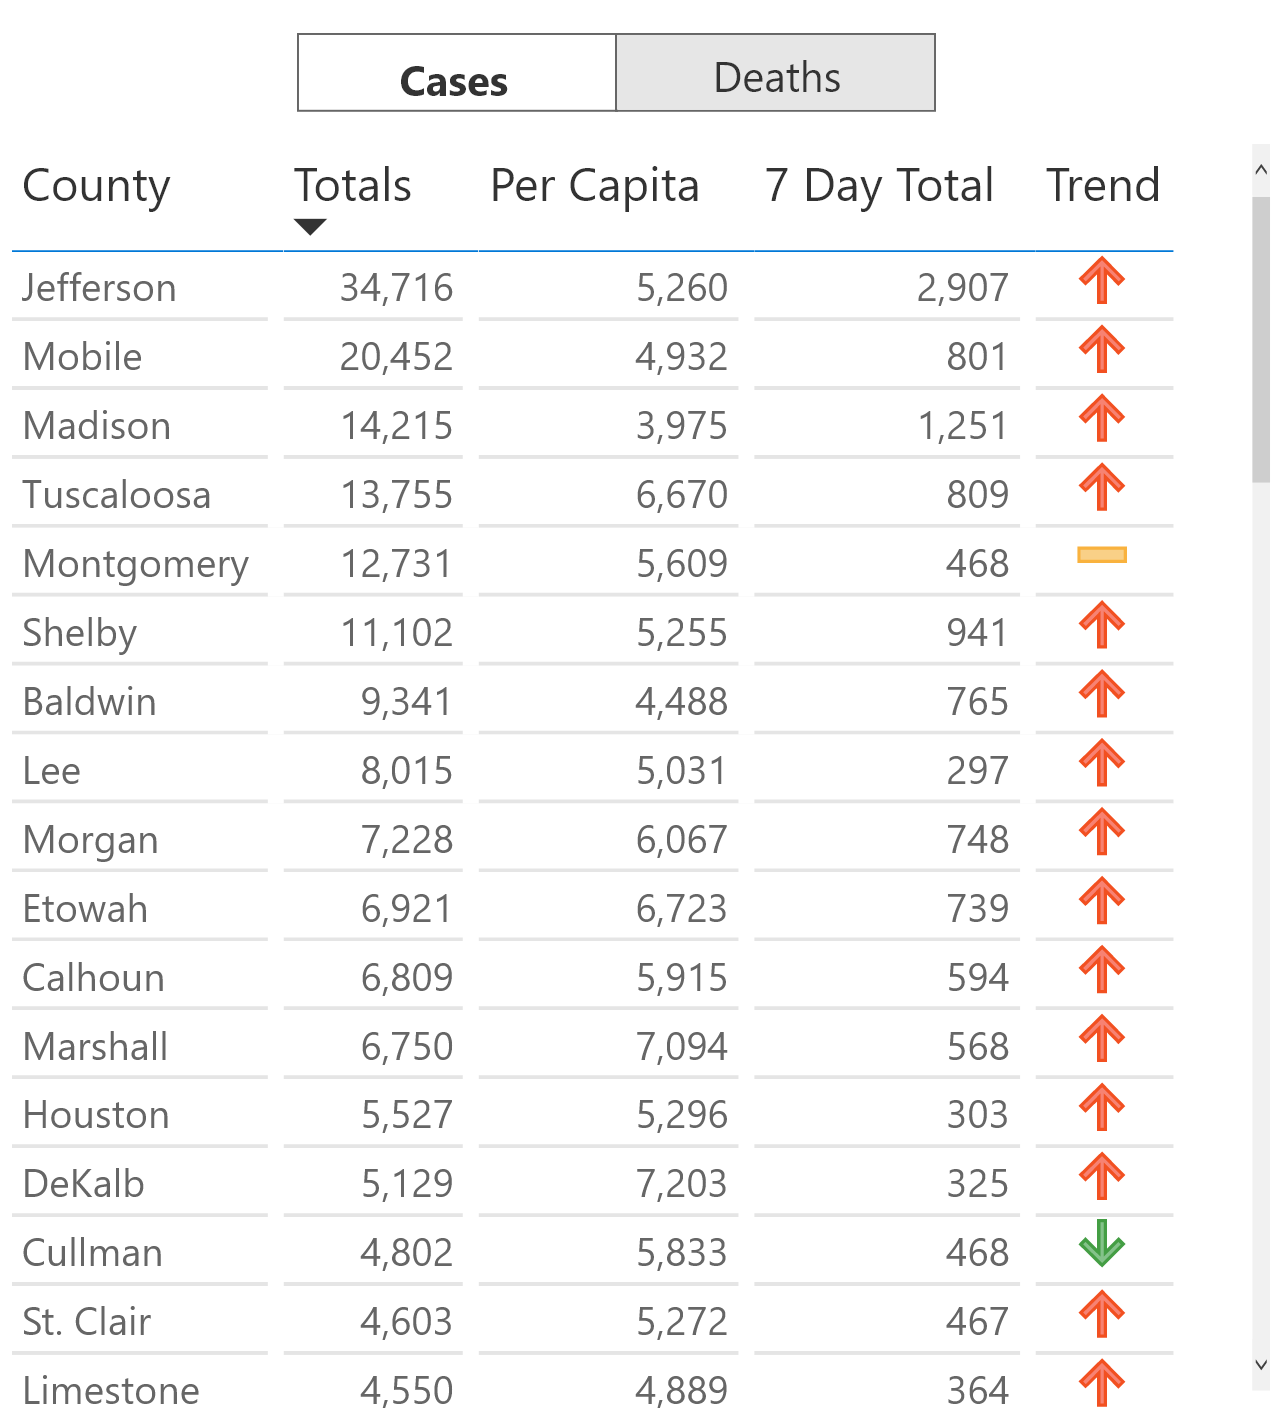 Cases Deaths
County Totals Per Capita 7 Day Total Trend
Jefferson 34,716 5,260 2,907
Mobile 20,452 4,932 801
Madison 14,215 3,975 1,251
Tuscaloosa 13,755 6,670 809
Montgomery 12,731 5,609 468
Shelby 11,102 5,255 941
Baldwin 9,341 4,488 765
Lee 8,015 5,031 297
Morgan 7,228 6,067 748
Etowah 6,921 6,723 739
Calhoun 6,809 5,915 594
Marshall 6,750 7,094 568
Houston 5,527 5,296 303
DeKalb 5,129 7,203 325
Cullman 4,802 5,833 468
St. Clair 4,603 5,272 467
Limestone 4,550 4,889 364